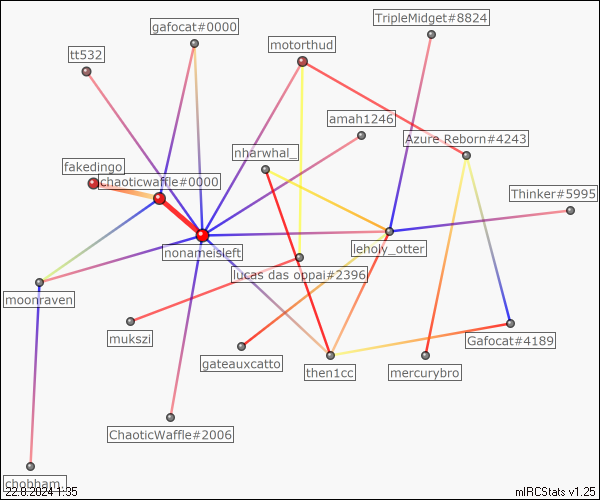 TripleMidget#8824
gafocat#0000
motorthud
tt532
amah1246
Azure Reborn#4243
nharwhal_
fakedingo
chaoticwaffle#0000
Thinker#5995
nonameisleft
leholy_otter
lucas das oppai#2396
moonraven
mukszi
Gafocat#4189
gateauxcatto
then1cc
mercurybro
ChaoticWaffle#2006
chobham_
22.8.2024 1:35
mIRCStats v1.25